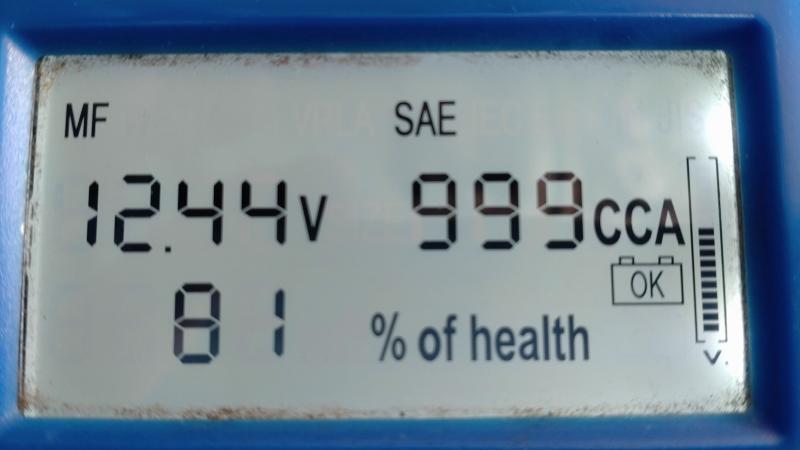 MF SAE
12.44V 999CCA
OK
81 % of health
V.